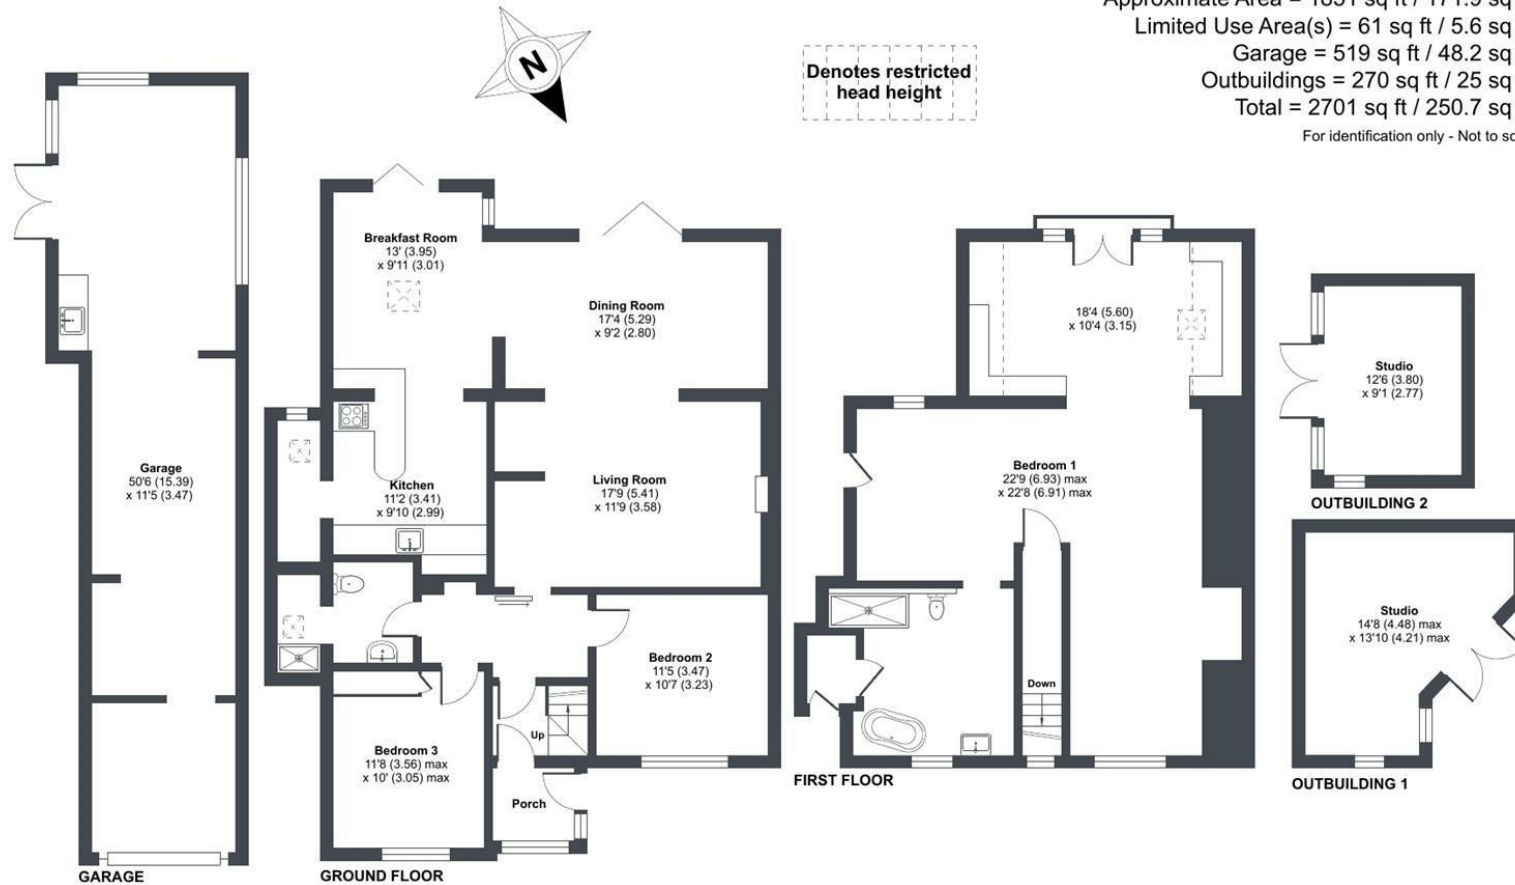 Approximate Area = 1851 sq ft / 171.9 sq
Limited Use Area(s) = 61 sq ft / 5.6 sq
Garage = 519 sq ft / 48.2 sq
Outbuildings = 270 sq ft / 25 sq
Total = 2701 sq ft / 250.7 sq
For identification only - Not to sc
N
Denotes restricted
head height
Garage
50'6 (15.39)
x 11'5 (3.47)
GARAGE
Breakfast Room
13' (3.95)
x 9'11 (3.01)
Dining Room
17'4 (5.29)
x 9'2 (2.80)
Kitchen
11'2 (3.41)
x 9'10 (2.99)
Living Room
17'9 (5.41)
x 11'9 (3.58)
Bedroom 2
11'5 (3.47)
x 10'7 (3.23)
Up
Bedroom 3
11'8 (3.56) max
x 10' (3.05) max
Porch
GROUND FLOOR
18'4 (5.60)
x 10'4 (3.15)
Bedroom 1
22'9 (6.93) max
x 22'8 (6.91) max
Down
FIRST FLOOR
Studio
12'6 (3.80)
x 9'1 (2.77)
OUTBUILDING 2
Studio
14'8 (4.48) max
x 13'10 (4.21) max
OUTBUILDING 1